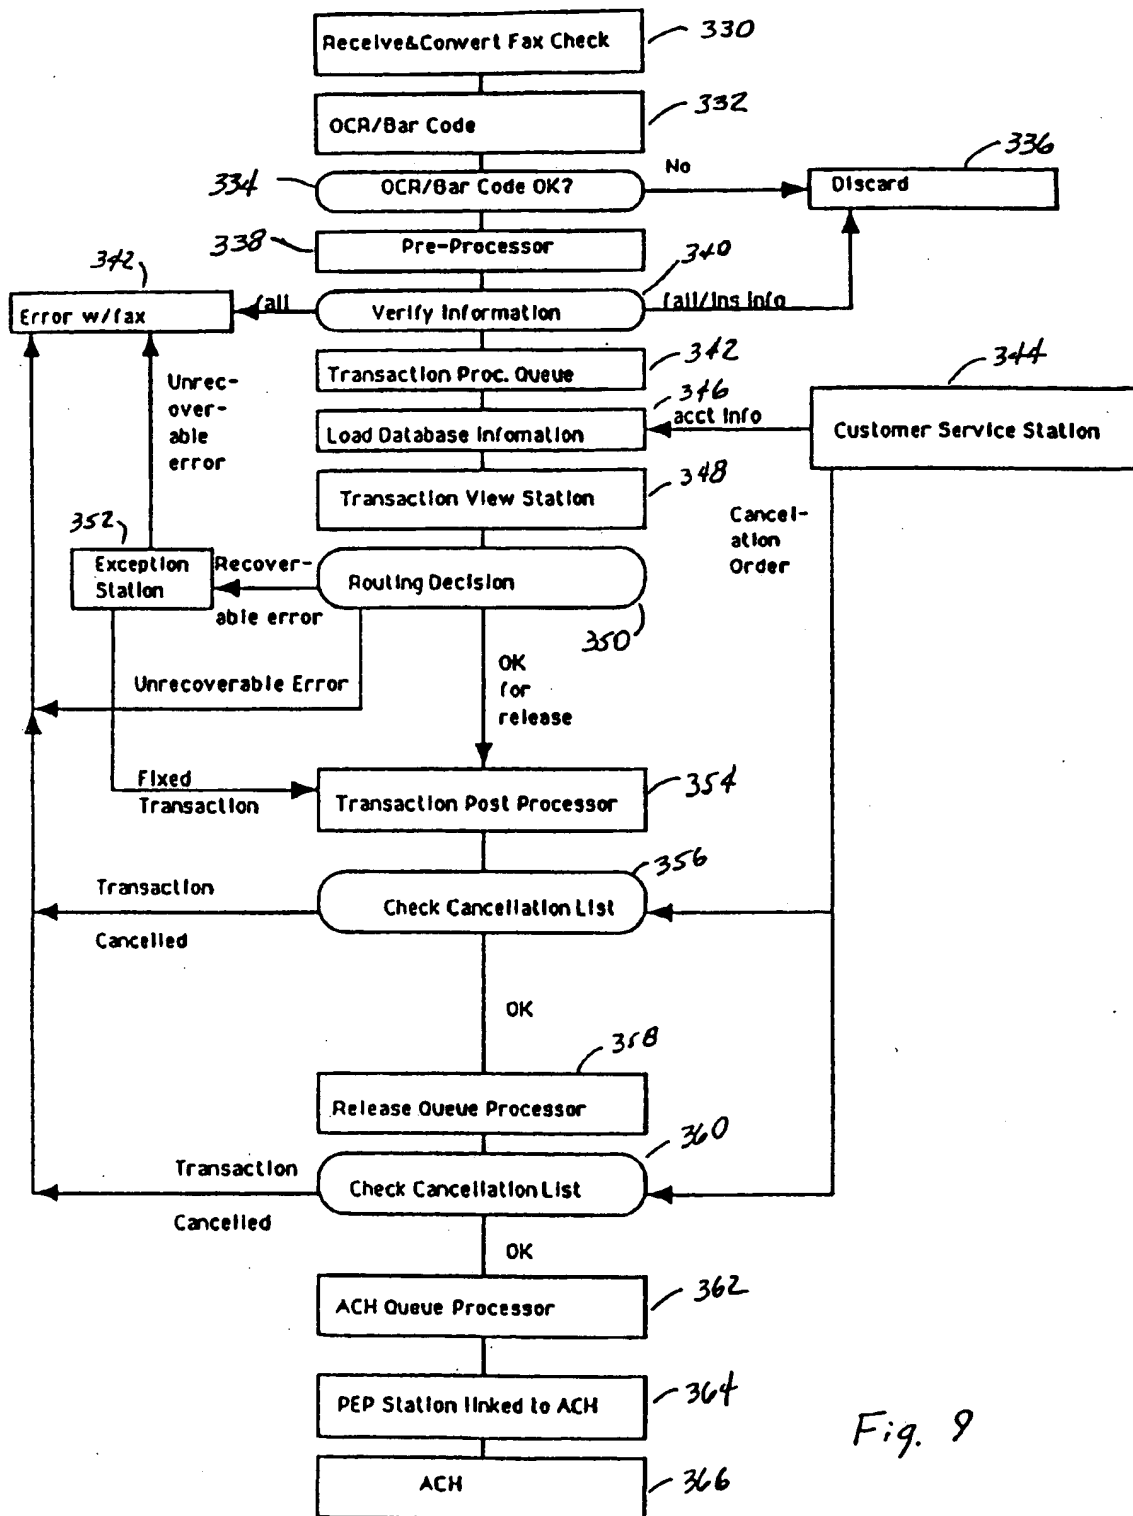 Receive&Convert Fax Check
330
OCR/Bar Code
332
334
OCR/Bar Code OK?
No
336
Discard
338
Pre-Processor
340
342
Error w/fax
fail
Verify Information
fail/ins info
342
Transaction Proc. Queue
344
Customer Service Station
346
acct info
Load Database Infomation
Unrec-
over-
able
error
348
Transaction View Station
Cancel-
ation
Order
352
Exception
Station
Recover-
able error
Routing Decision
350
Unrecoverable Error
OK
for
release
Fixed
Transaction
Transaction Post Processor
354
356
Transaction
Cancelled
Check Cancellation List
OK
358
Release Queue Processor
360
Transaction
Cancelled
Check Cancellation List
OK
ACH Queue Processor
362
PEP Station linked to ACH
364
ACH
366
Fig. 9